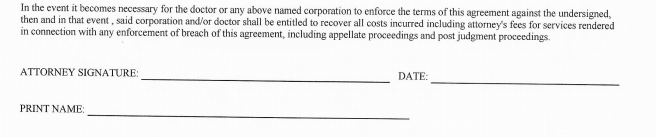 In the event it becomes necessary for the doctor or any above named corporation to enforce the terms of this agreement against the undersigned,
then and in that event , said corporation and/or doctor shall be entitled to recover all costs incurred including attorney's fees for services rendered
in connection with any enforcement of breach of this agreement, including appellate proceedings and post judgment proceedings.
ATTORNEY SIGNATURE: DATE:
PRINT NAME: